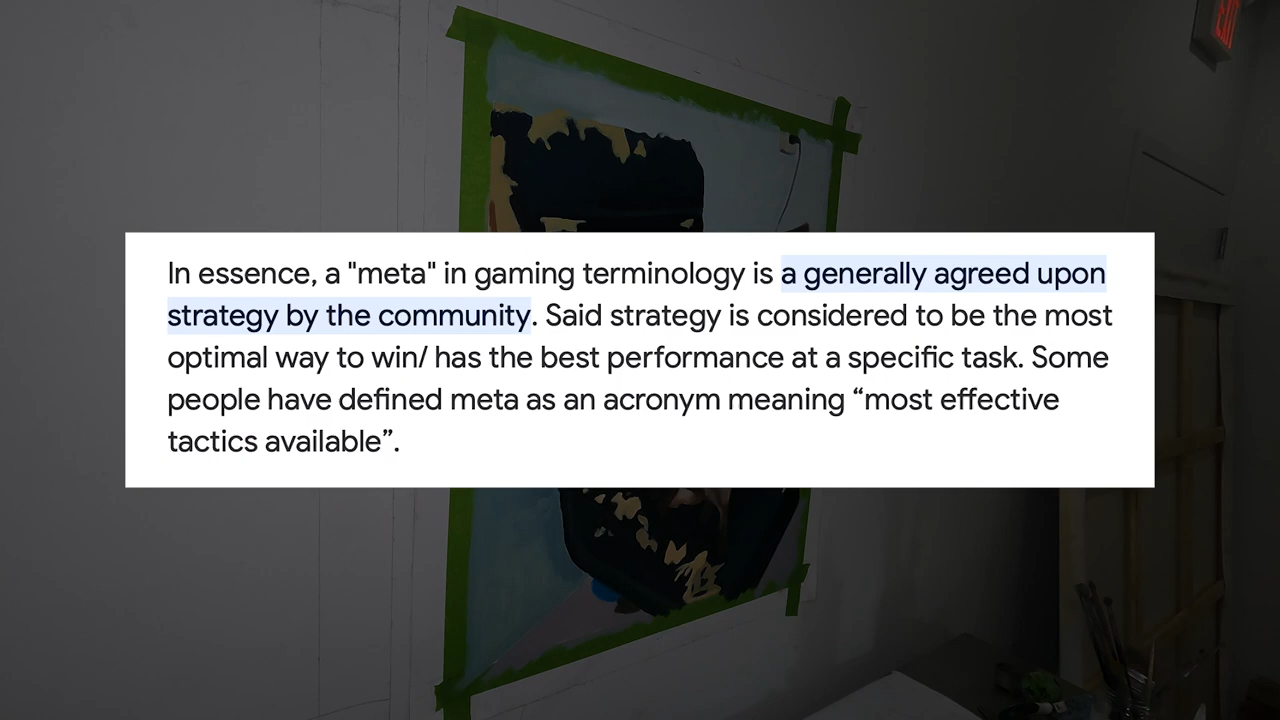 EXIT
In essence, a "meta" in gaming terminology is a generally agreed upon
strategy by the community. Said strategy is considered to be the most
optimal way to win/ has the best performance at a specific task. Some
people have defined meta as an acronym meaning “most effective
tactics available”.